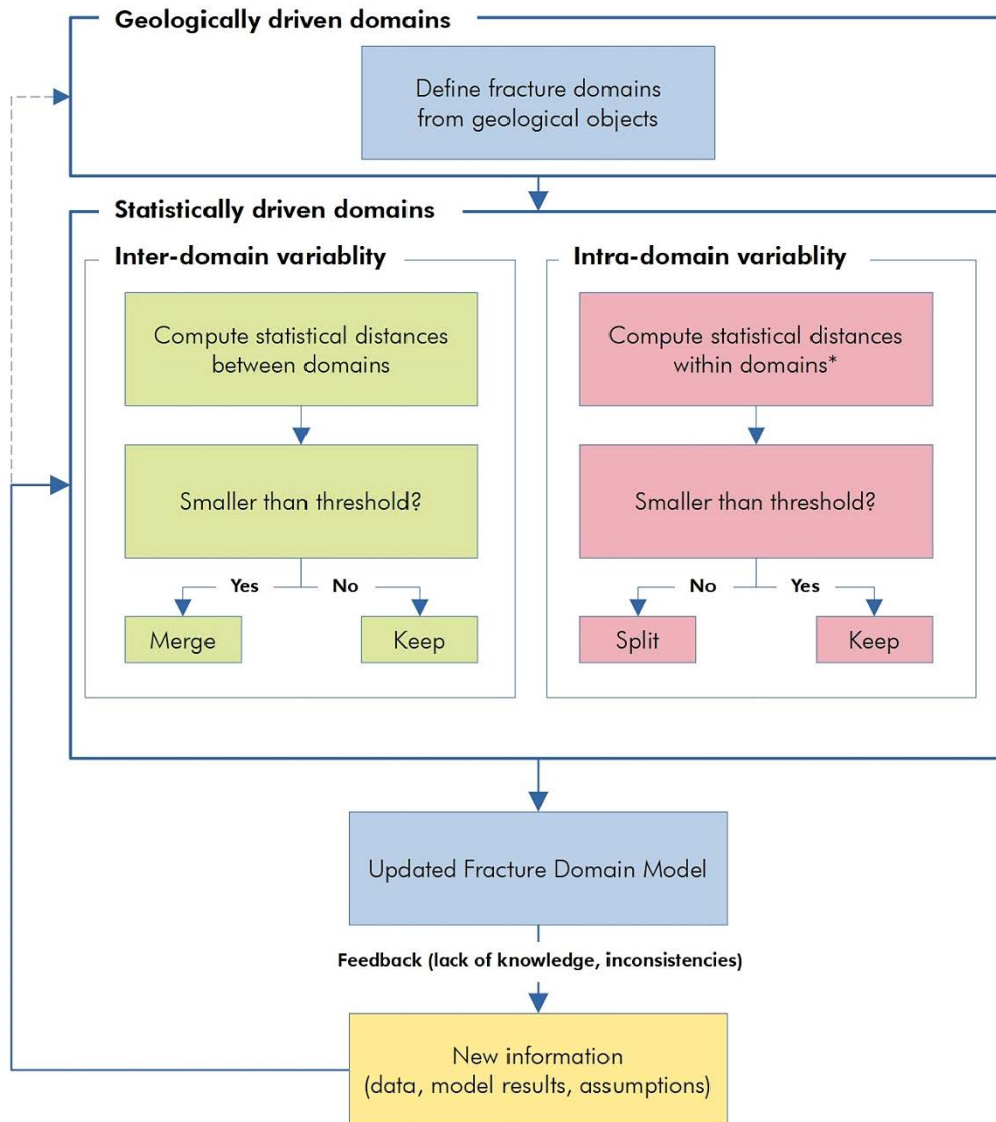 Geologically driven domains
Define fracture domains
from geological objects
Statistically driven domains
Inter-domain variablity
Compute statistical distances
between domains
Smaller than threshold?
Yes
No
Merge
Keep
Intra-domain variablity
Compute statistical distances
within domains*
Smaller than threshold?
No
Yes
Split
Keep
Updated Fracture Domain Model
Feedback (lack of knowledge, inconsistencies)
New information
(data, model results, assumptions)